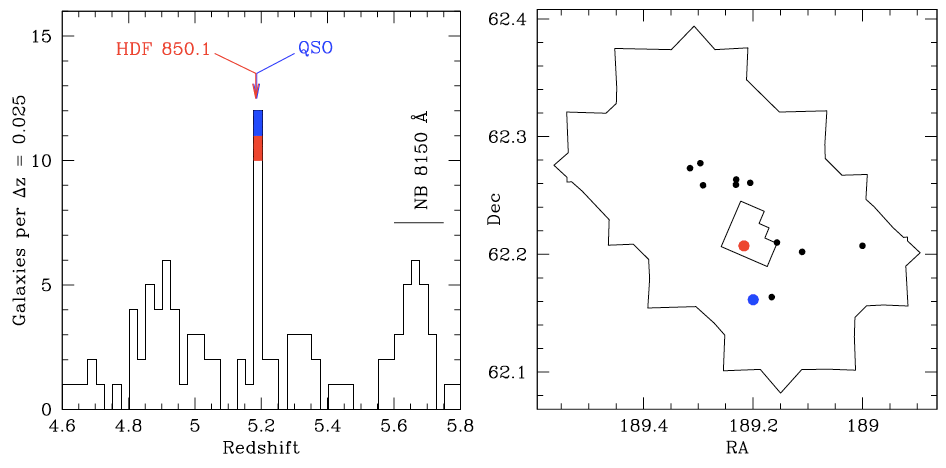 15
10
5
0
Galaxies per Δz = 0.025
HDF 850.1
QSO
NB 8150 Å
4.6 4.8 5 5.2 5.4 5.6 5.8
Redshift
62.4
62.3
62.2
62.1
Dec
189.4 189.2 189
RA